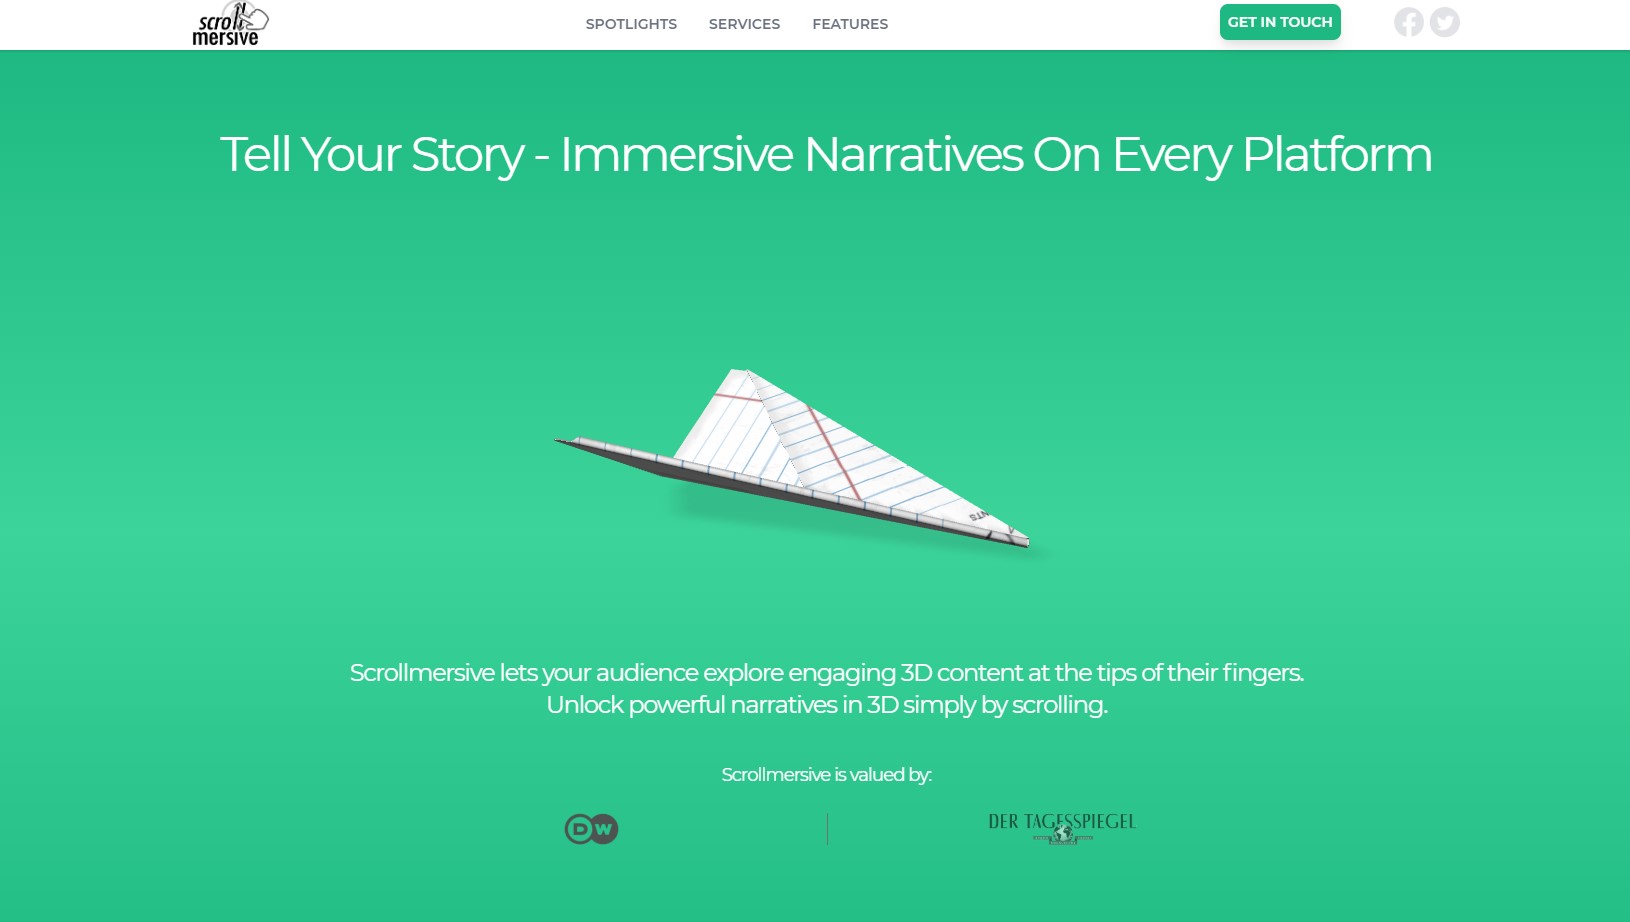 scroll
mersive
SPOTLIGHTS
SERVICES
FEATURES
GET IN TOUCH
Tell Your Story - Immersive Narratives On Every Platform
NTS
Scrollmersive lets your audience explore engaging 3D content at the tips of their fingers.
Unlock powerful narratives in 3D simply by scrolling.
Scrollmersive is valued by:
DW
DER TAGESSPIEGEL